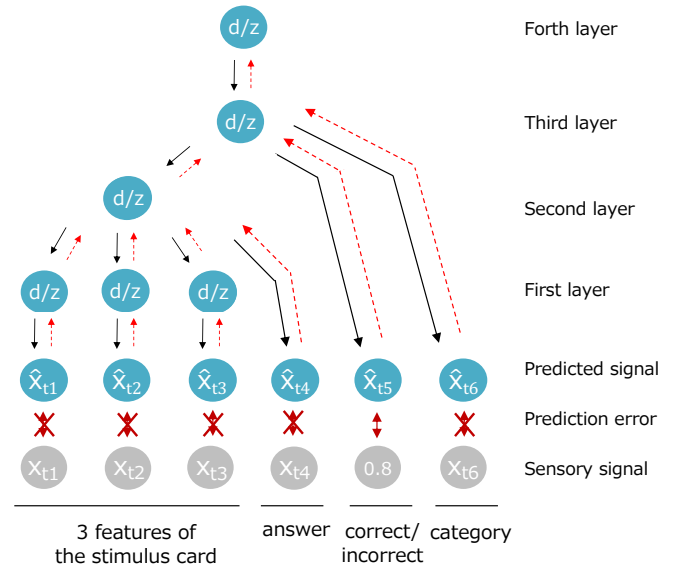 d/z Forth layer
d/z Third layer
d/z Second layer
d/z d/z d/z First layer
x̂t1 x̂t2 x̂t3 x̂t4 x̂t5 x̂t6 Predicted signal
Prediction error
xt1 xt2 xt3 xt4 0.8 xt6 Sensory signal
3 features of
the stimulus card
answer
correct/
incorrect
category